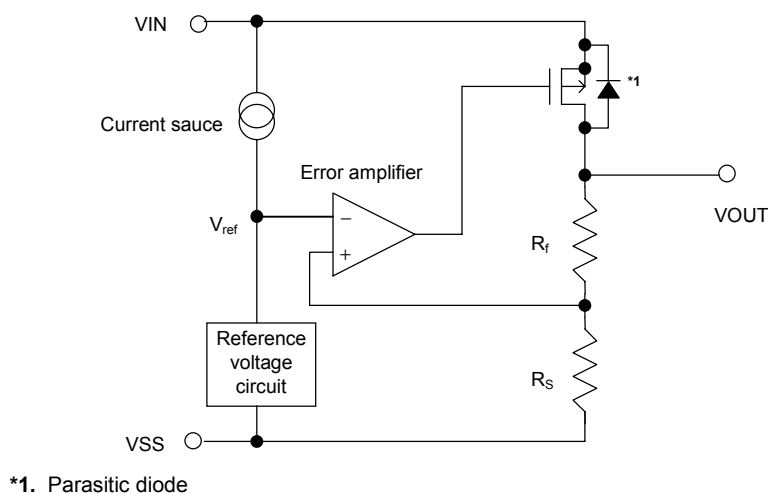 VIN
*1
Current sauce
Error amplifier
Vref
−
+
VOUT
Rf
Reference
voltage
circuit
RS
VSS
*1. Parasitic diode